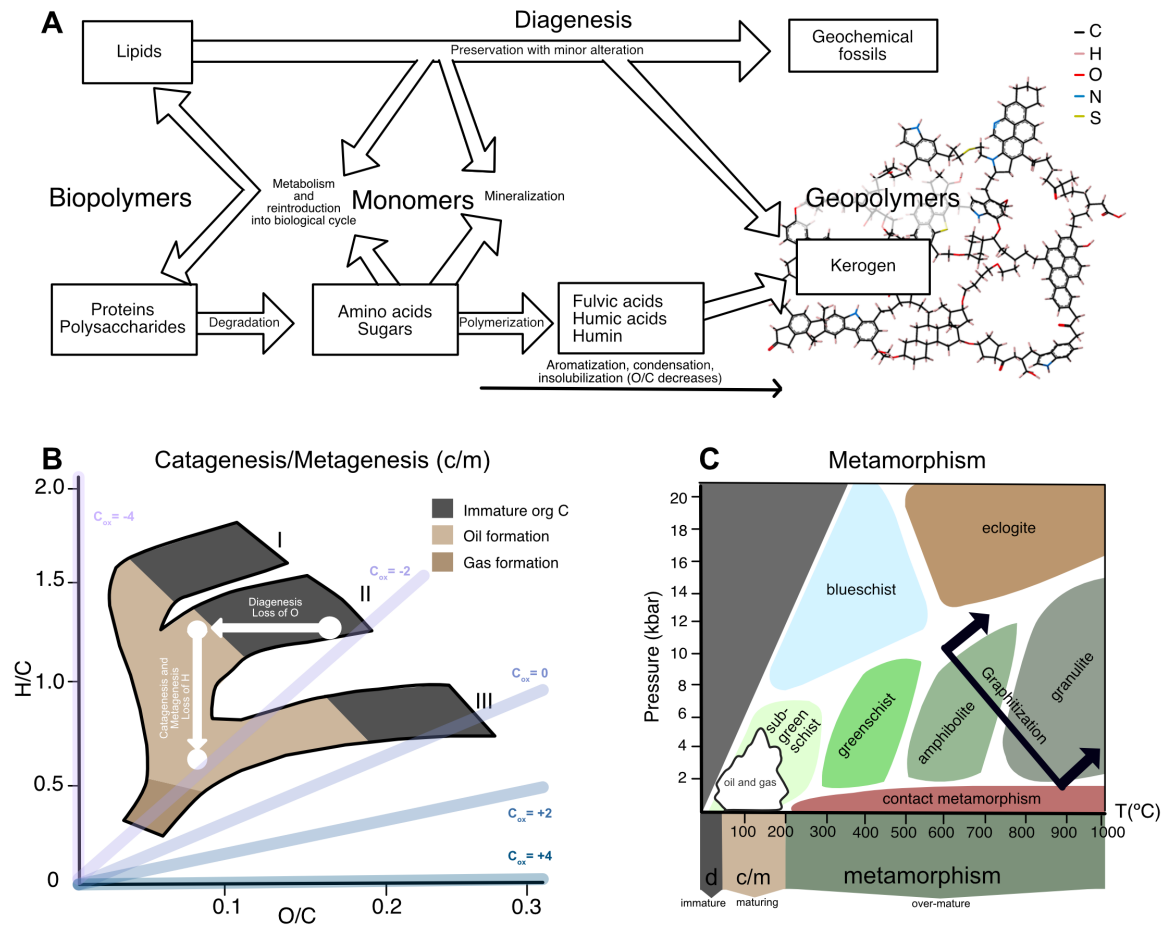 A
Diagenesis
Lipids
Preservation with minor alteration
Geochemical
fossils
C
H
O
N
S
Biopolymers
Metabolism
and
reintroduction
into biological cycle
Monomers
Mineralization
Geopolymers
Kerogen
Proteins
Polysaccharides
Degradation
Amino acids
Sugars
Polymerization
Fulvic acids
Humic acids
Humin
Aromatization, condensation,
insolubilization (O/C decreases)
B
Catagenesis/Metagenesis (c/m)
2.0
1.5
1.0
0.5
0
H/C
0.1
0.2
0.3
O/C
Cox= -4
Cox= -2
Cox= 0
Cox= +2
Cox= +4
Immature org C
Oil formation
Gas formation
I
II
III
Diagenesis
Loss of O
Catagenesis and
Metagenesis
Loss of H
C
Metamorphism
Pressure (kbar)
20
18
16
14
12
10
8
6
4
2
eclogite
blueschist
sub-
green
schist
greenschist
amphibolite
Graphitization
granulite
oil and gas
contact metamorphism
T(ºC)
100
200
300
400
500
600
700
800
900
1000
d
c/m
metamorphism
immature
maturing
over-mature